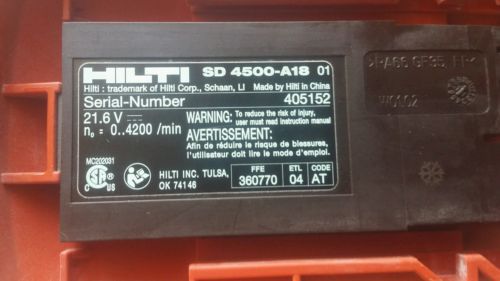 HILTI SD 4500-A18 01
Hilti : trademark of Hilti Corp., Schaan, LI Made by Hilti in China
Serial-Number 405152
21.6 V
n₀ = 0..4200 /min
WARNING: To reduce the risk of injury,
user must read instruction manual
AVERTISSEMENT:
Afin de réduire le risque de blessures,
l'utilisateur doit lire le mode d'emploi.
MC202031
C US
HILTI INC. TULSA,
OK 74146
FFE ETL CODE
360770 04 AT
W0102